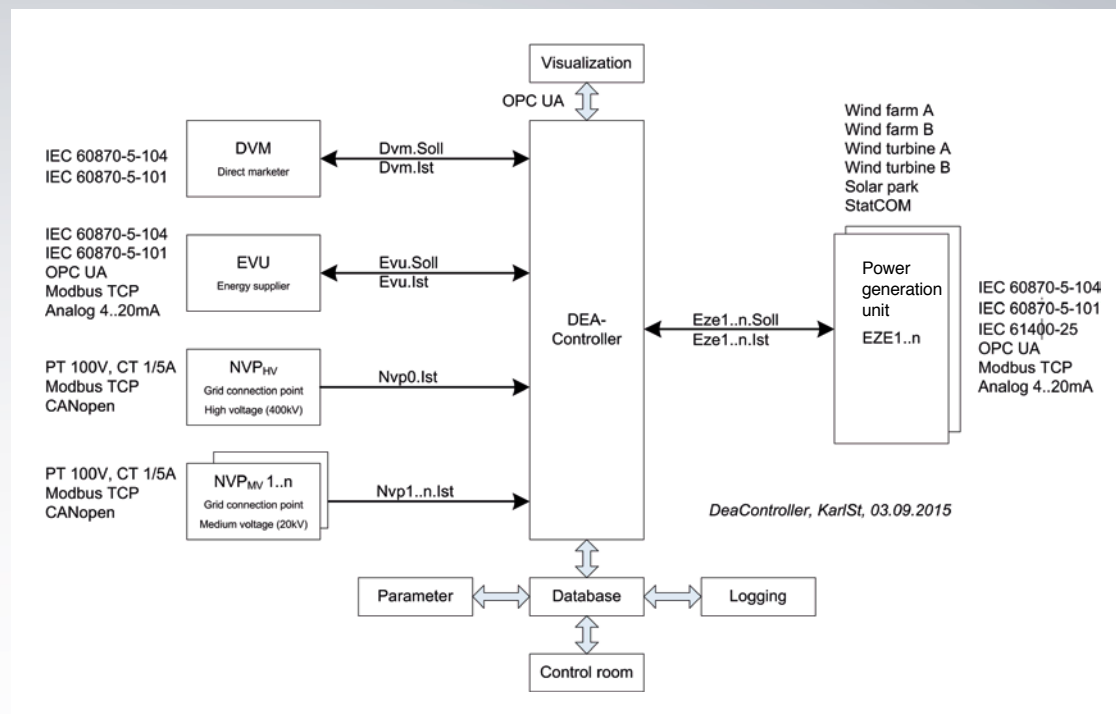 Visualization
OPC UA
IEC 60870-5-104
IEC 60870-5-101
DVM
Direct marketer
Dvm.Soll
Dvm.Ist
IEC 60870-5-104
IEC 60870-5-101
OPC UA
Modbus TCP
Analog 4..20mA
EVU
Energy supplier
Evu.Soll
Evu.Ist
PT 100V, CT 1/5A
Modbus TCP
CANopen
NVPHV
Grid connection point
High voltage (400kV)
Nvp0.Ist
PT 100V, CT 1/5A
Modbus TCP
CANopen
NVPMV 1..n
Grid connection point
Medium voltage (20kV)
Nvp1..n.Ist
DEA-
Controller
Eze1..n.Soll
Eze1..n.Ist
Wind farm A
Wind farm B
Wind turbine A
Wind turbine B
Solar park
StatCOM
Power
generation
unit
EZE1..n
IEC 60870-5-104
IEC 60870-5-101
IEC 61400-25
OPC UA
Modbus TCP
Analog 4..20mA
DeaController, KarlSt, 03.09.2015
Parameter
Database
Logging
Control room